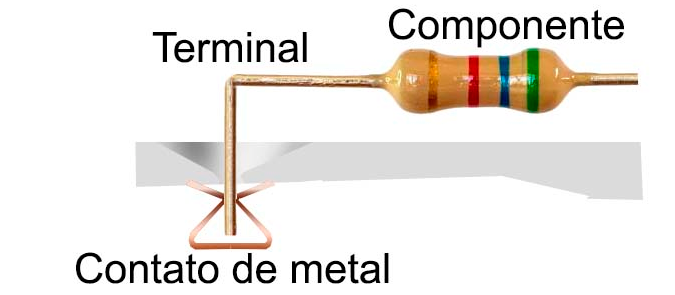 Componente
Terminal
Contato de metal